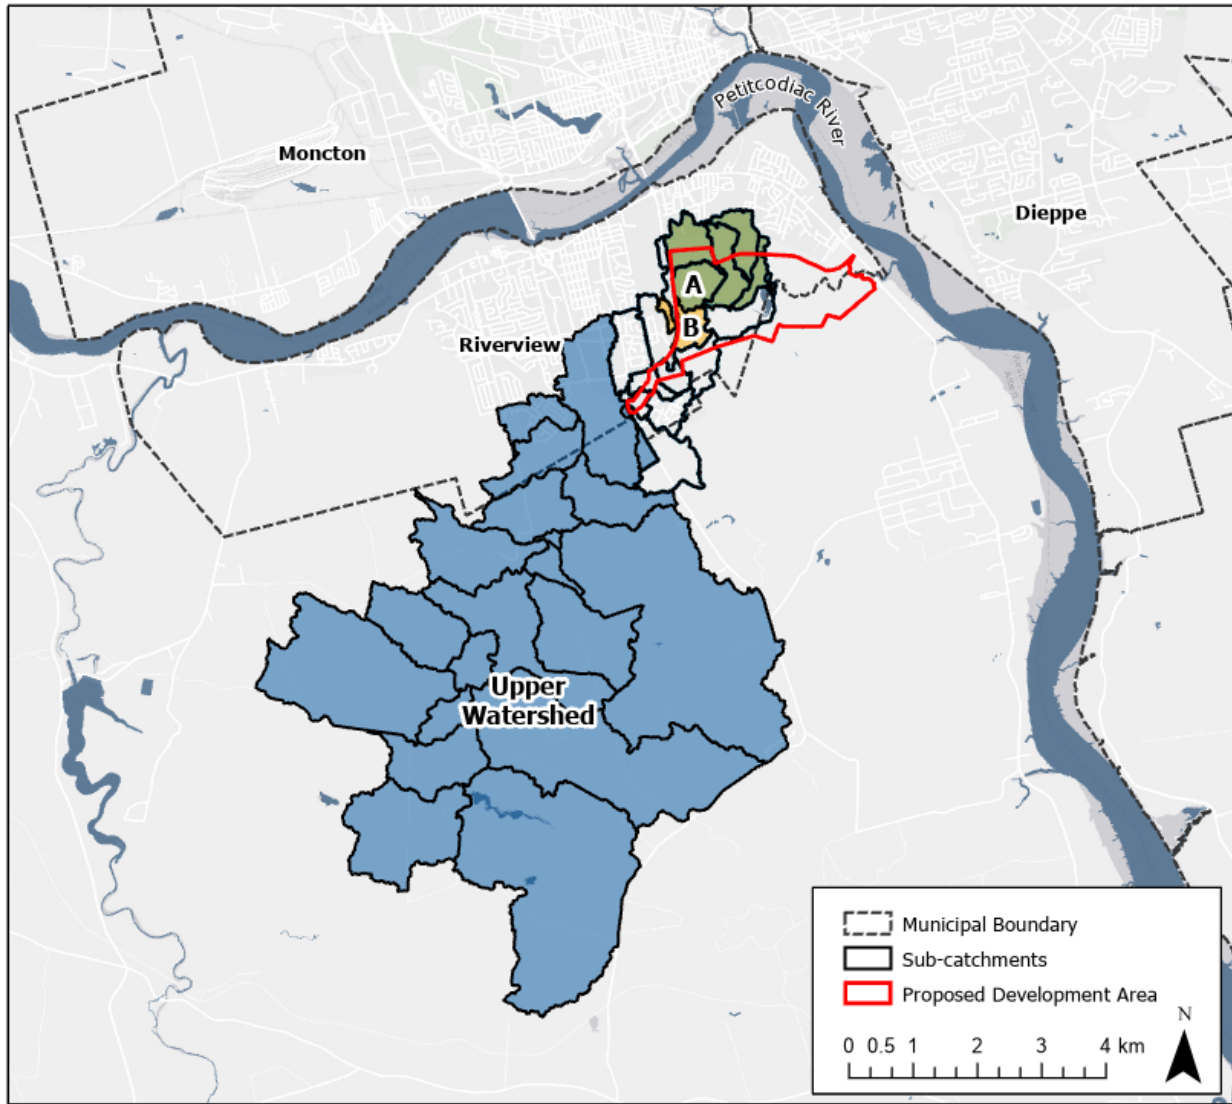 Petitcodiac River
Moncton
Dieppe
A
B
Riverview
Upper
Watershed
Municipal Boundary
Sub-catchments
Proposed Development Area
N
0 0.5 1 2 3 4 km